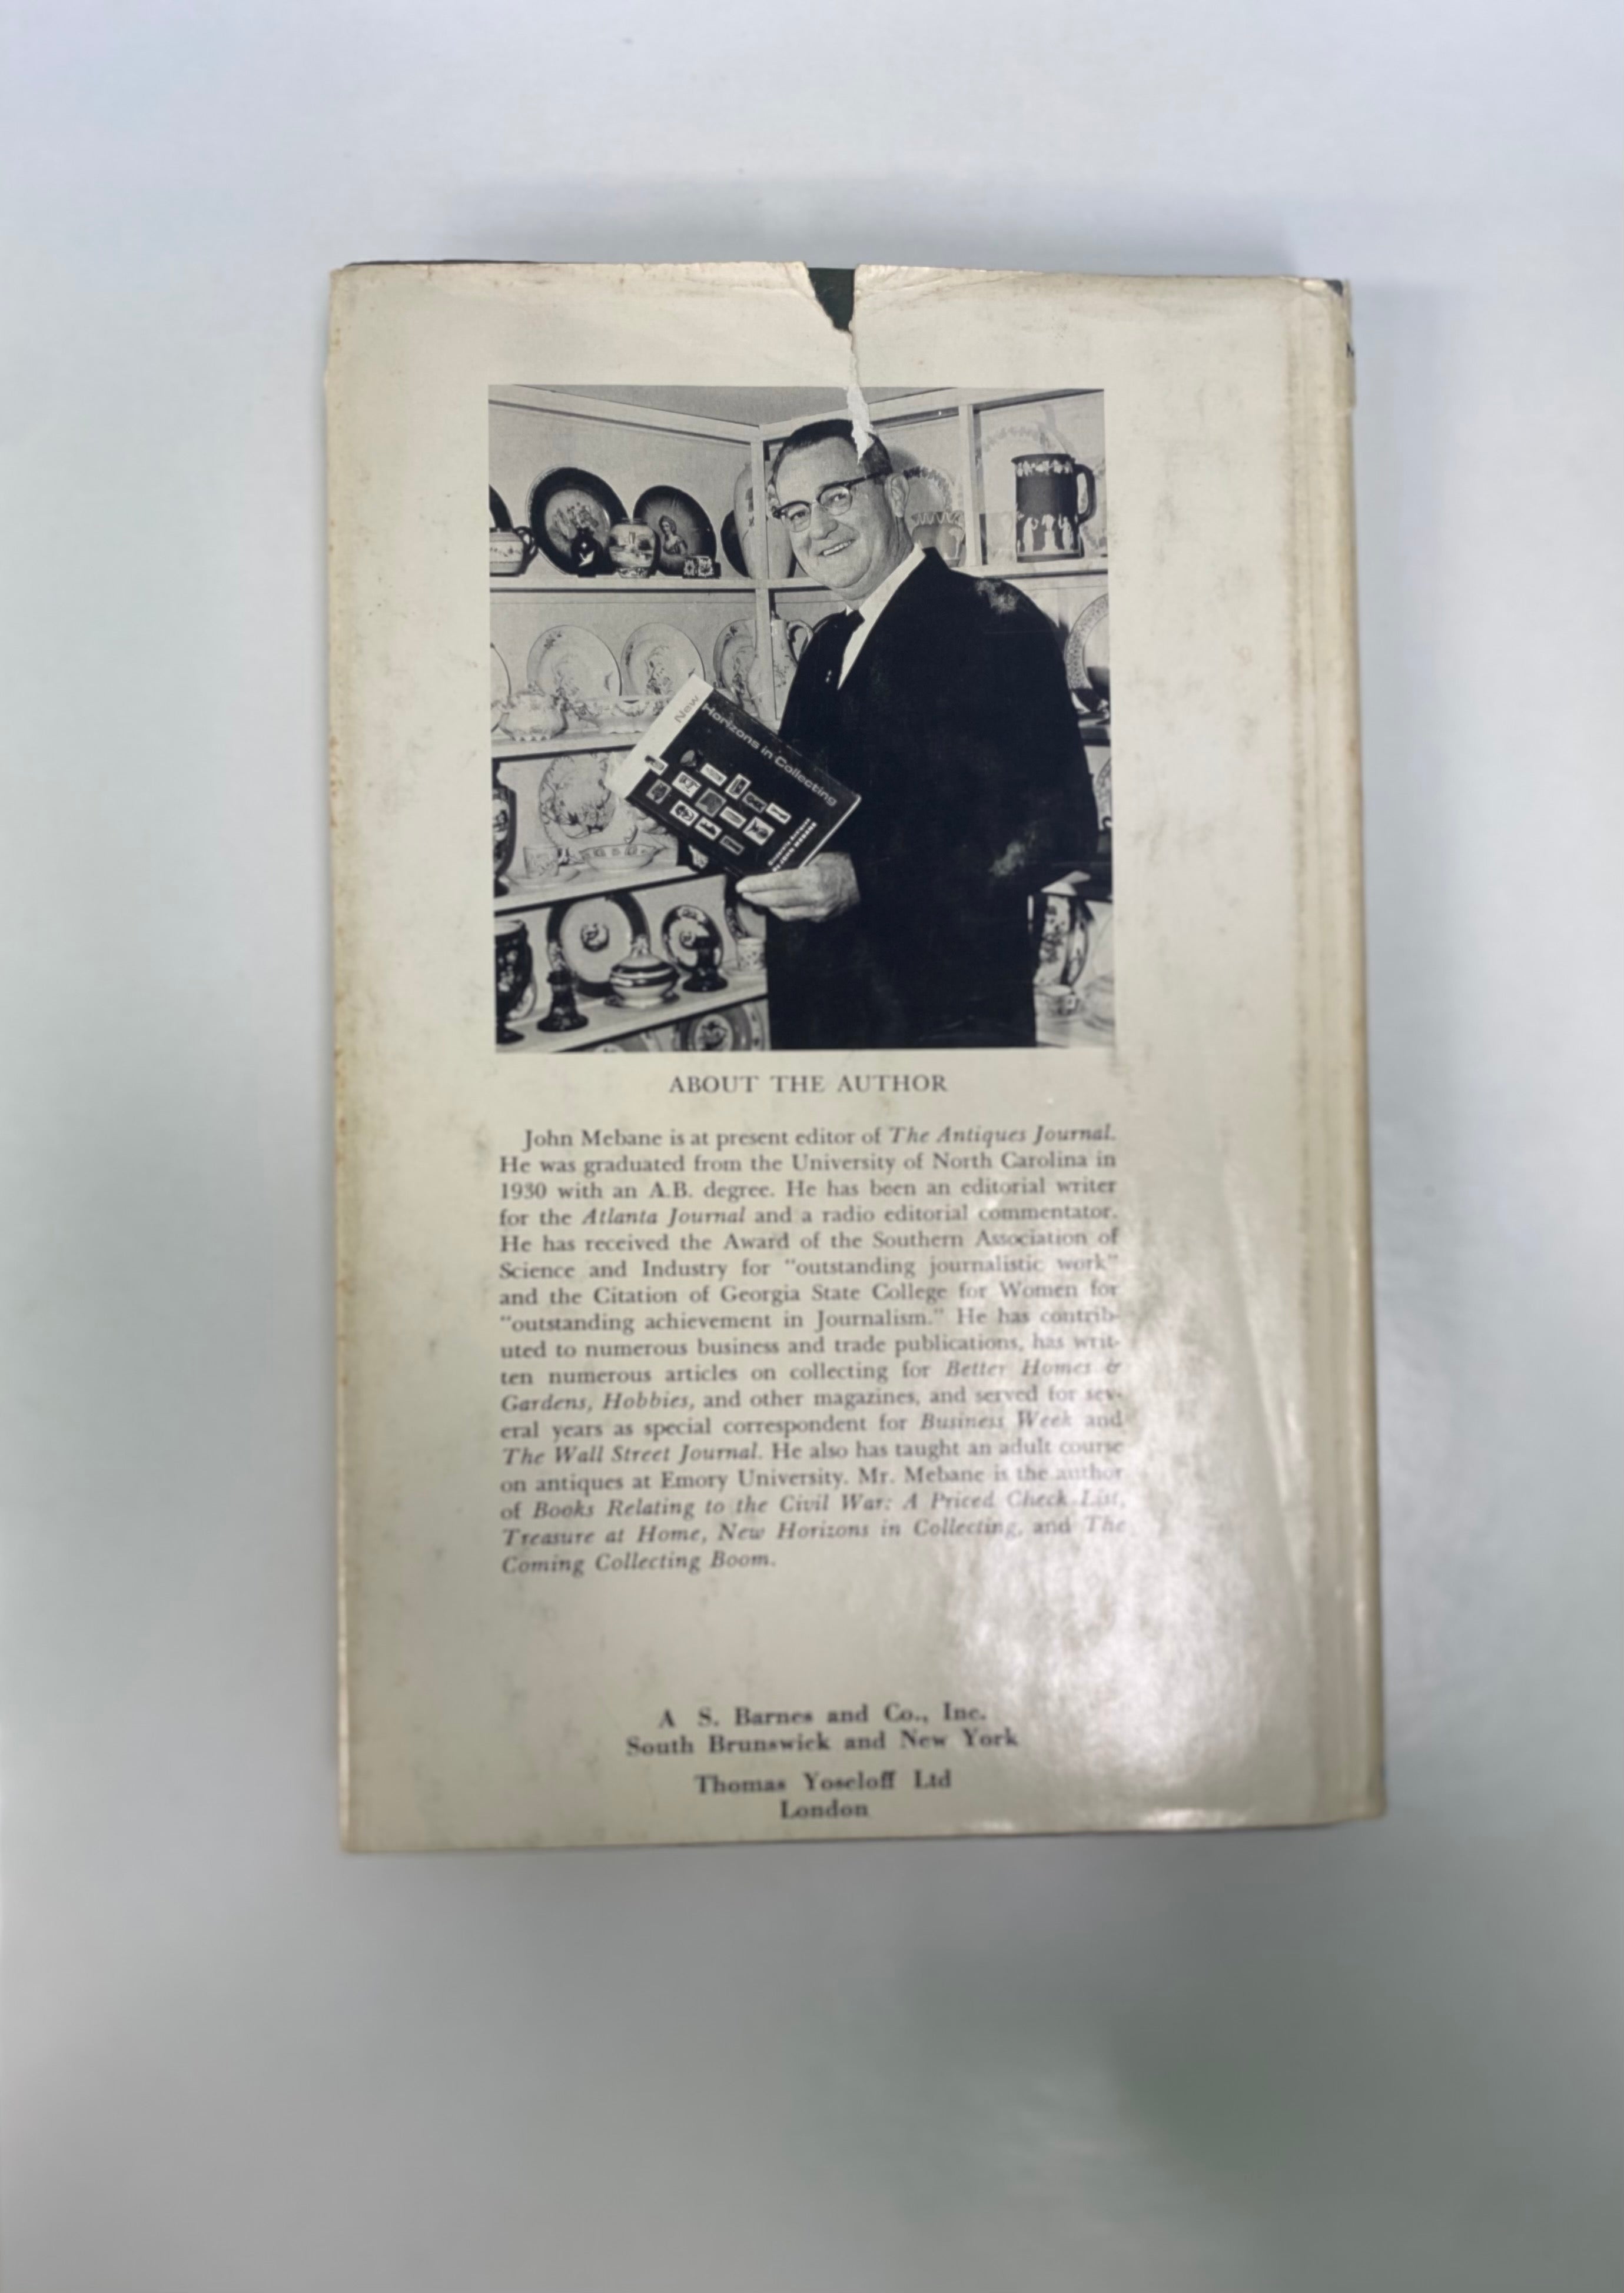 New
Horizons in Collecting
ABOUT THE AUTHOR
John Mebane is at present editor of The Antiques Journal.
He was graduated from the University of North Carolina in
1930 with an A.B. degree. He has been an editorial writer
for the Atlanta Journal and a radio editorial commentator.
He has received the Award of the Southern Association of
Science and Industry for "outstanding journalistic work"
and the Citation of Georgia State College for Women for
"outstanding achievement in Journalism." He has contrib-
uted to numerous business and trade publications, has writ-
ten numerous articles on collecting for Better Homes &
Gardens, Hobbies, and other magazines, and served for sev-
eral years as special correspondent for Business Week and
The Wall Street Journal. He also has taught an adult course
on antiques at Emory University. Mr. Mebane is the author
of Books Relating to the Civil War: A Priced Check List,
Treasure at Home, New Horizons in Collecting, and The
Coming Collecting Boom.
A S. Barnes and Co., Inc.
South Brunswick and New York
Thomas Yoseloff Ltd
London